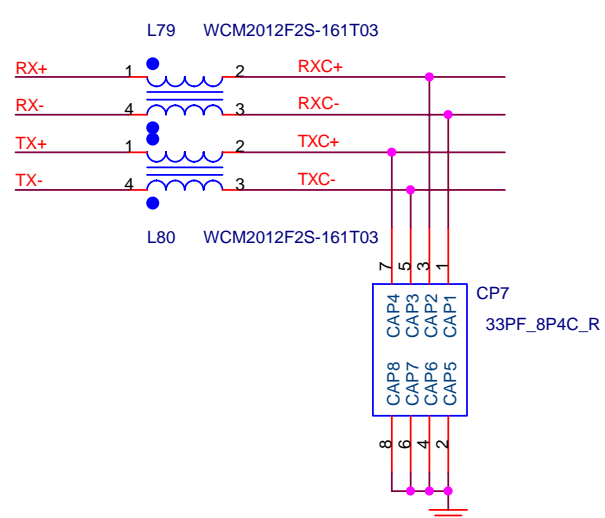 L79 WCM2012F2S-161T03
RX+ 1 2 RXC+
RX- 4 3 RXC-
TX+ 1 2 TXC+
TX- 4 3 TXC-
L80 WCM2012F2S-161T03
7 5 3 1
CP7
CAP4 CAP3 CAP2 CAP1
33PF_8P4C_R
CAP8 CAP7 CAP6 CAP5
8 6 4 2